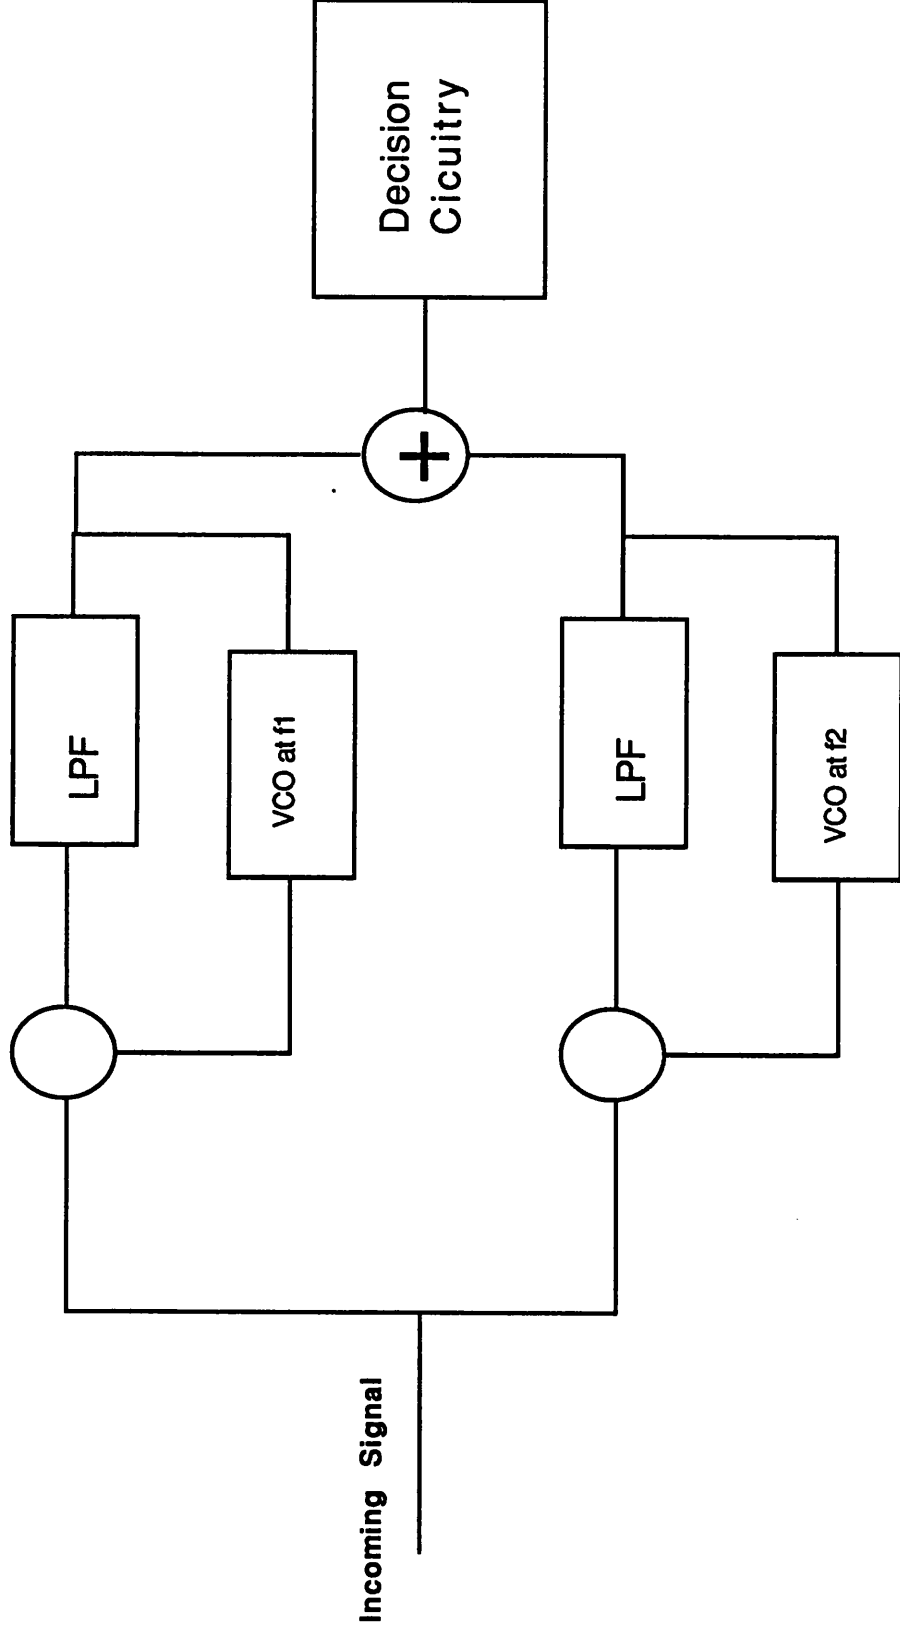 Incoming Signal
LPF
VCO at f1
LPF
VCO at f2
+
Decision
Cicuitry